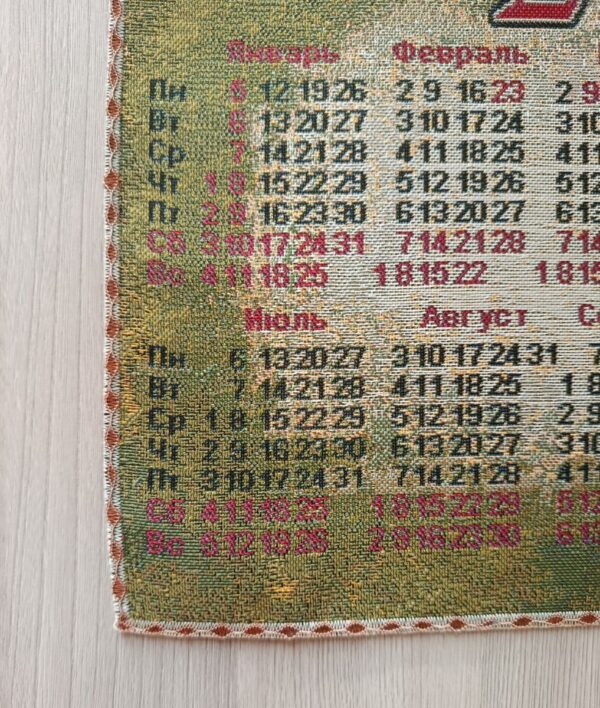 Январь Февраль
Пн 5 12 19 26 2 9 16 23 2 9
Вт 6 13 20 27 3 10 17 24 3 10
Ср 7 14 21 28 4 11 18 25 4 11
Чт 1 8 15 22 29 5 12 19 26 5 12
Пт 2 9 16 23 30 6 13 20 27 6 13
Сб 3 10 17 24 31 7 14 21 28 7 14
Вс 4 11 18 25 1 8 15 22 1 8 15
Июль Август Се
Пн 6 13 20 27 3 10 17 24 31 7
Вт 7 14 21 28 4 11 18 25 1 8
Ср 1 8 15 22 29 5 12 19 26 2 9
Чт 2 9 16 23 30 6 13 20 27 3 10
Пт 3 10 17 24 31 7 14 21 28 4 11
Сб 4 11 18 25 1 8 15 22 29 5 12
Вс 5 12 19 26 2 9 16 23 30 6 13